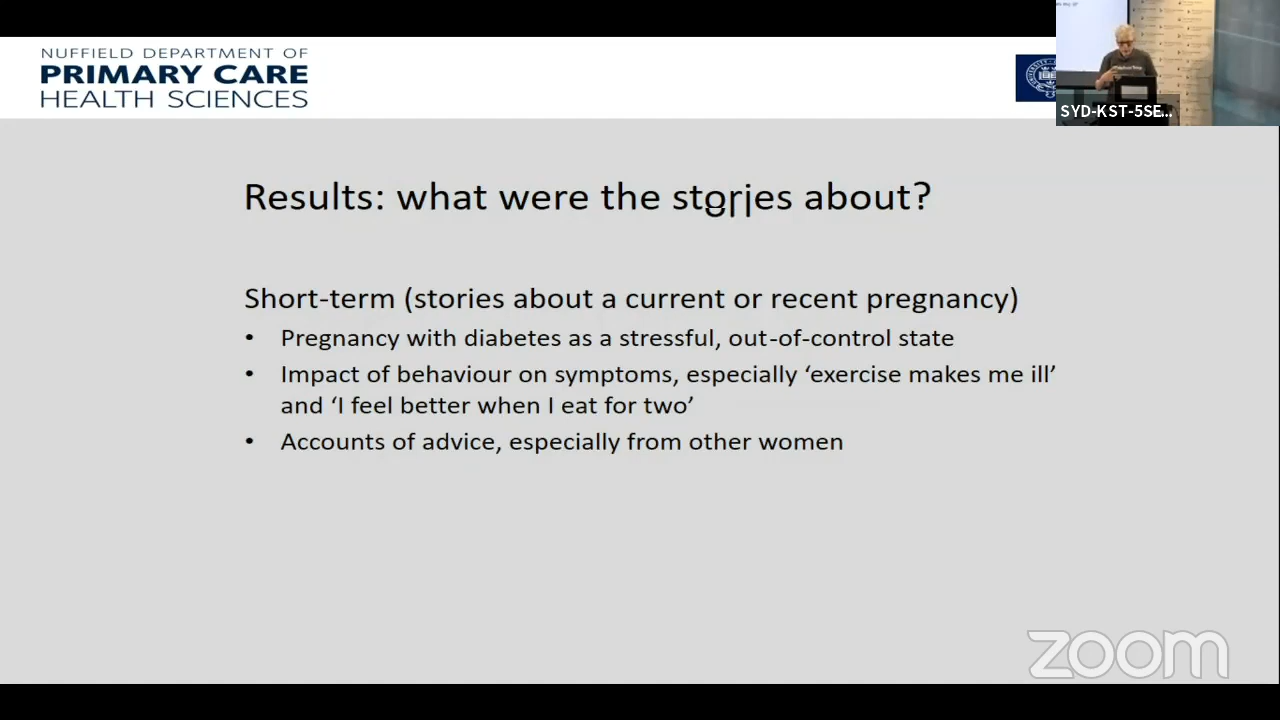 NUFFIELD DEPARTMENT OF
PRIMARY CARE
HEALTH SCIENCES
SYD-KST-5SE...
Results: what were the stories about?
Short-term (stories about a current or recent pregnancy)
• Pregnancy with diabetes as a stressful, out-of-control state
• Impact of behaviour on symptoms, especially ‘exercise makes me ill’
and ‘I feel better when I eat for two’
• Accounts of advice, especially from other women
zoom